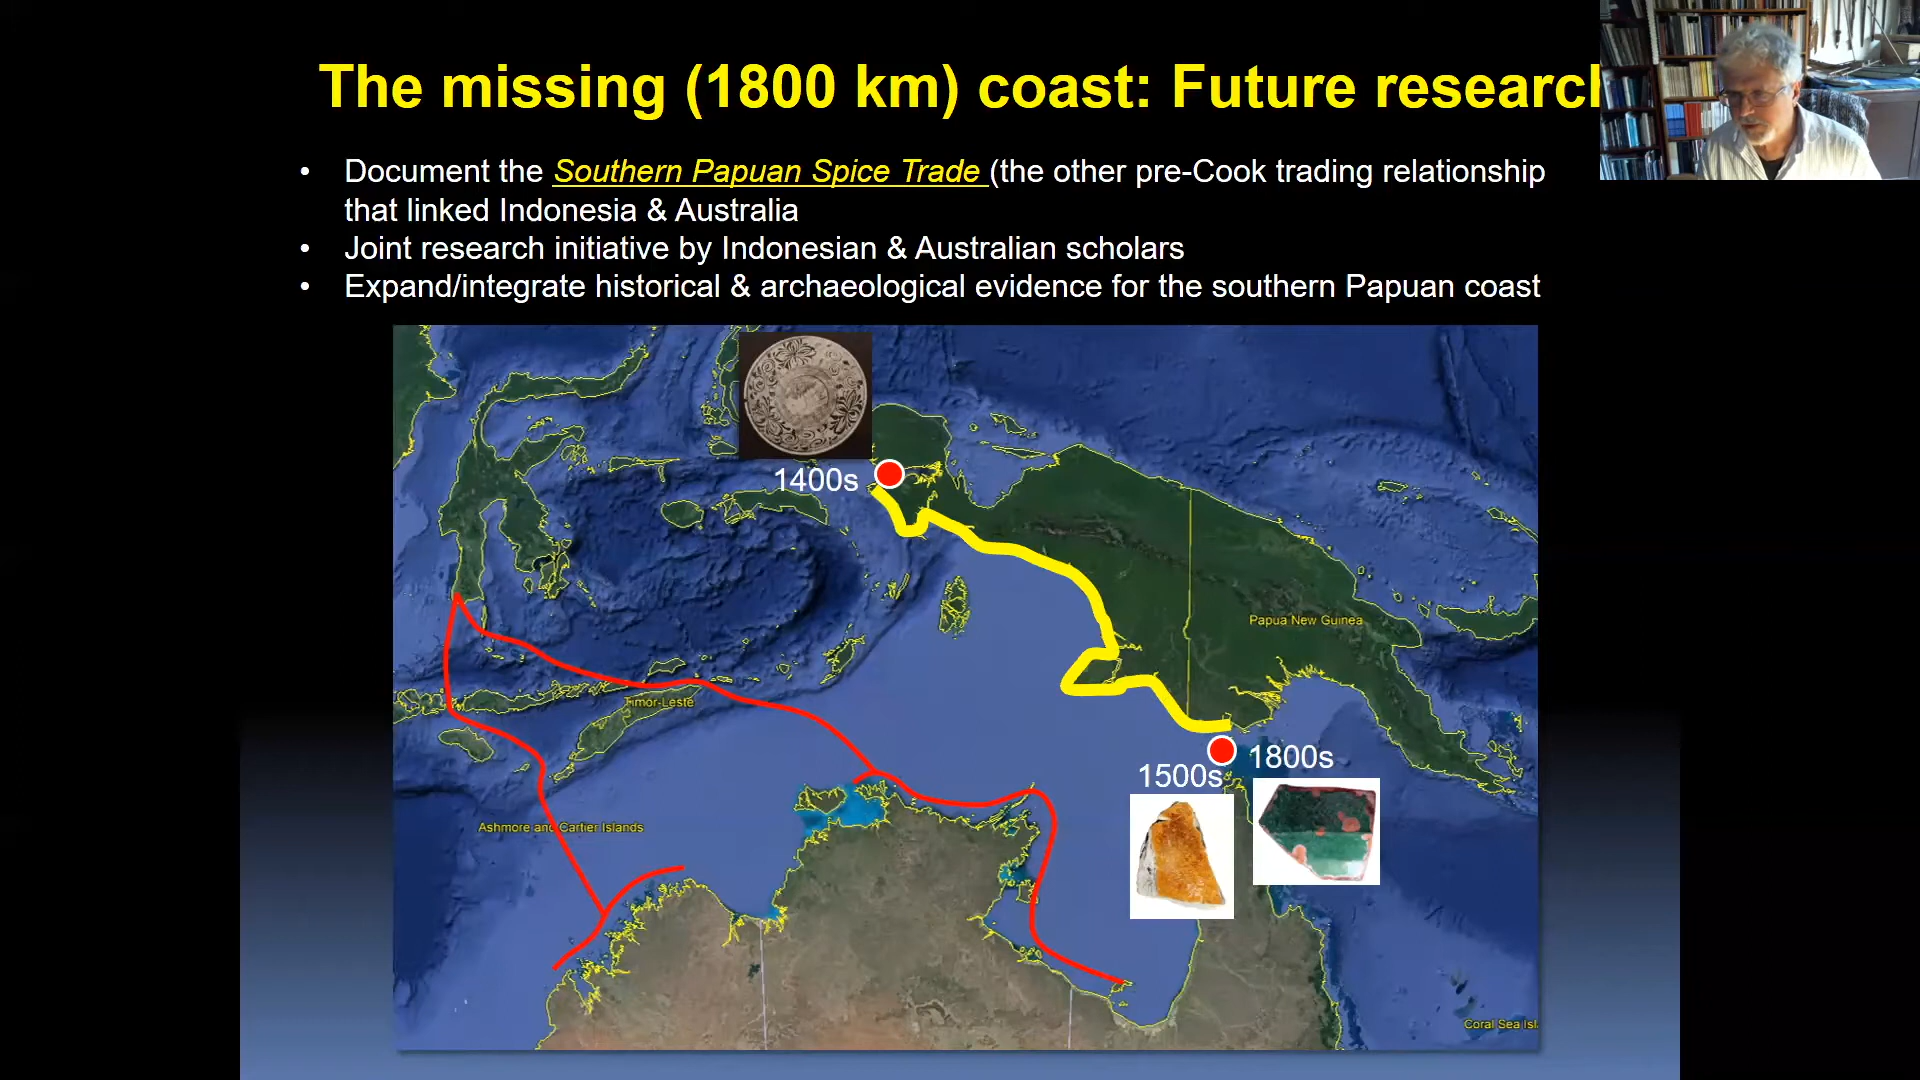 The missing (1800 km) coast: Future research
• Document the Southern Papuan Spice Trade (the other pre-Cook trading relationship
that linked Indonesia & Australia
• Joint research initiative by Indonesian & Australian scholars
• Expand/integrate historical & archaeological evidence for the southern Papuan coast
1400s
Papua New Guinea
Timor-Leste
1800s
1500s
Ashmore and Cartier Islands
Coral Sea Isl